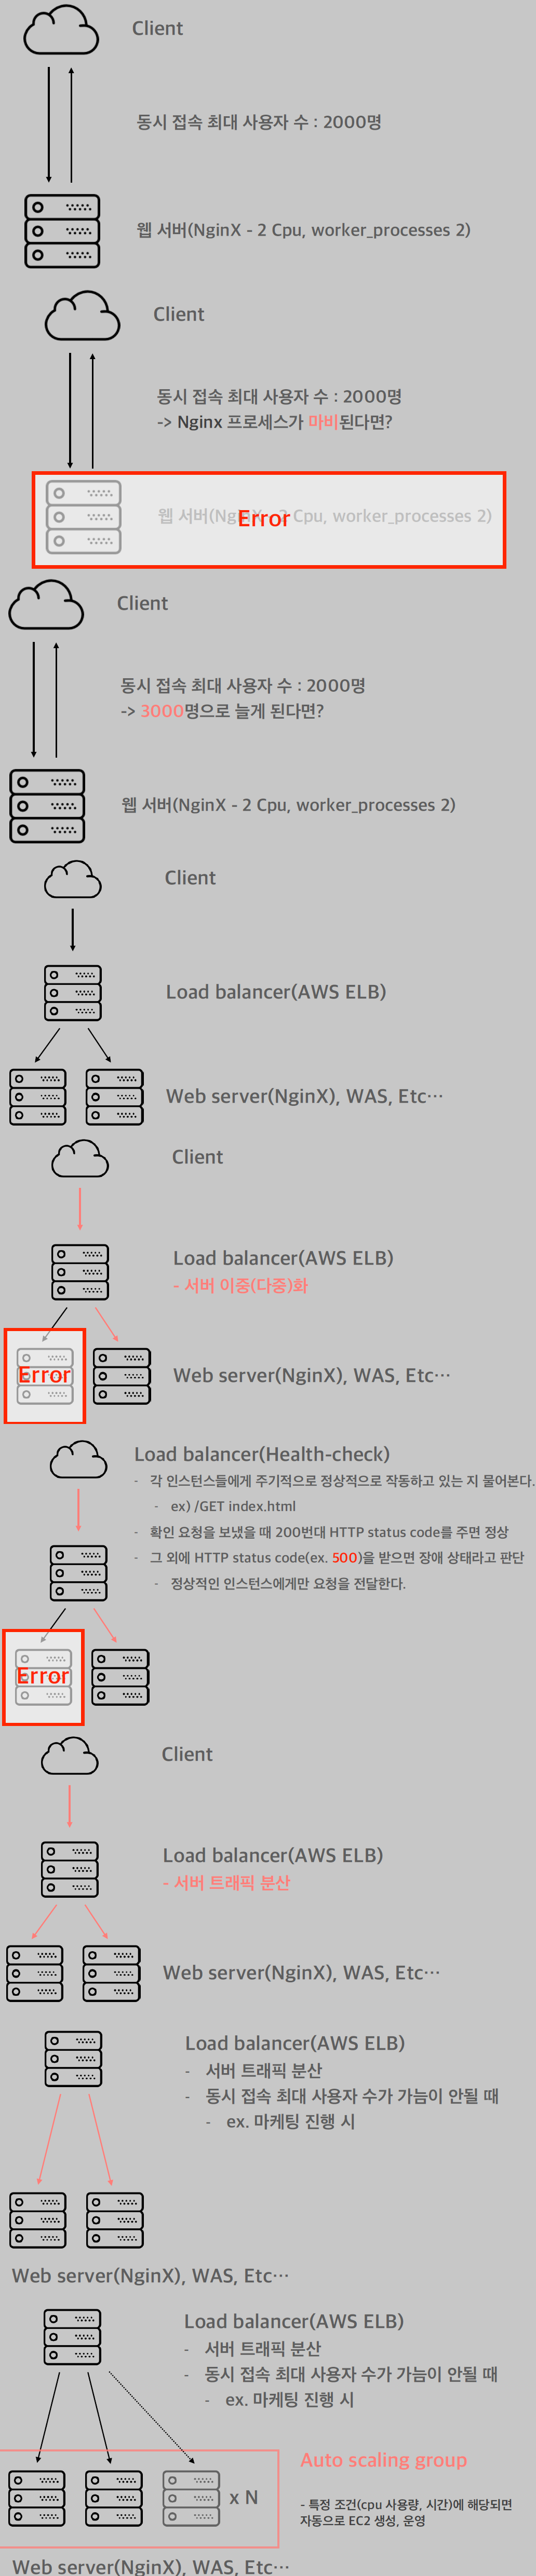 Client
동시 접속 최대 사용자 수 : 2000명
웹 서버(NginX - 2 Cpu, worker_processes 2)
Client
동시 접속 최대 사용자 수 : 2000명
-> Nginx 프로세스가 마비된다면?
웹 서버(NginX - 2 Cpu, worker_processes 2)
Error
Client
동시 접속 최대 사용자 수 : 2000명
-> 3000명으로 늘게 된다면?
웹 서버(NginX - 2 Cpu, worker_processes 2)
Client
Load balancer(AWS ELB)
Web server(NginX), WAS, Etc…
Client
Load balancer(AWS ELB)
- 서버 이중(다중)화
Error
Web server(NginX), WAS, Etc…
Load balancer(Health-check)
- 각 인스턴스들에게 주기적으로 정상적으로 작동하고 있는 지 물어본다.
- ex) /GET index.html
- 확인 요청을 보냈을 때 200번대 HTTP status code를 주면 정상
- 그 외에 HTTP status code(ex. 500)을 받으면 장애 상태라고 판단
- 정상적인 인스턴스에게만 요청을 전달한다.
Error
Client
Load balancer(AWS ELB)
- 서버 트래픽 분산
Web server(NginX), WAS, Etc…
Load balancer(AWS ELB)
- 서버 트래픽 분산
- 동시 접속 최대 사용자 수가 가늠이 안될 때
- ex. 마케팅 진행 시
Web server(NginX), WAS, Etc…
Load balancer(AWS ELB)
- 서버 트래픽 분산
- 동시 접속 최대 사용자 수가 가늠이 안될 때
- ex. 마케팅 진행 시
Auto scaling group
x N
- 특정 조건(cpu 사용량, 시간)에 해당되면
자동으로 EC2 생성, 운영
Web server(NginX), WAS, Etc…